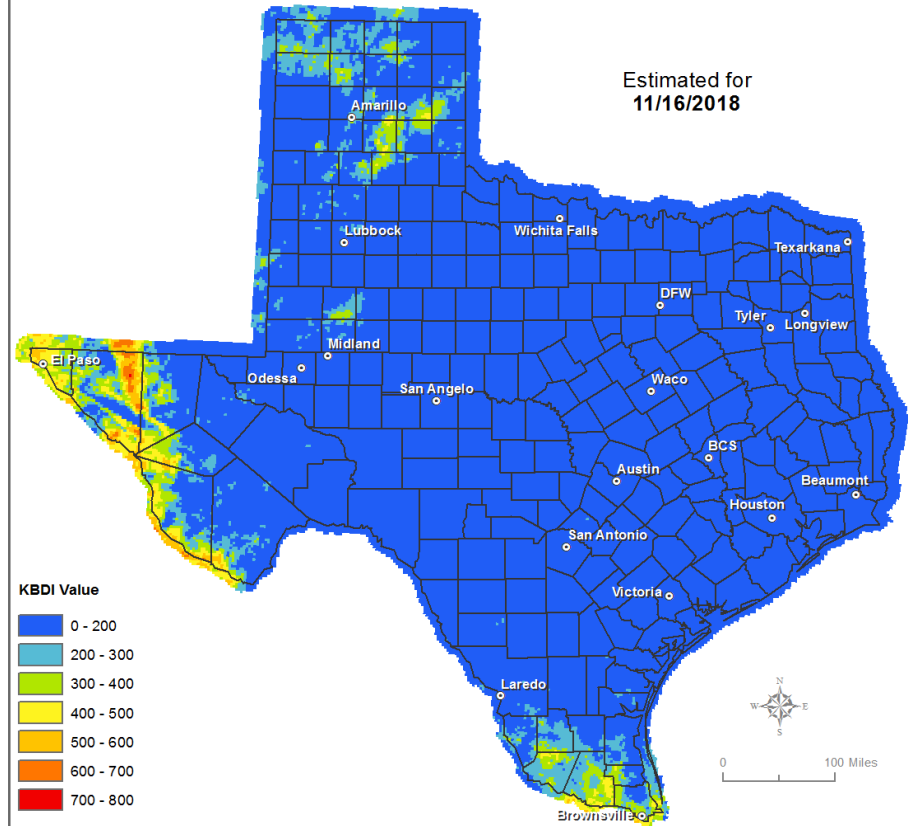 Estimated for
11/16/2018
Amarillo
Lubbock
Wichita Falls
Texarkana
DFW
Tyler
Longview
Midland
El Paso
Odessa
San Angelo
Waco
BCS
Austin
Beaumont
Houston
San Antonio
Victoria
Laredo
Brownsville
KBDI Value
0 - 200
200 - 300
300 - 400
400 - 500
500 - 600
600 - 700
700 - 800
N
W E
S
0 100 Miles